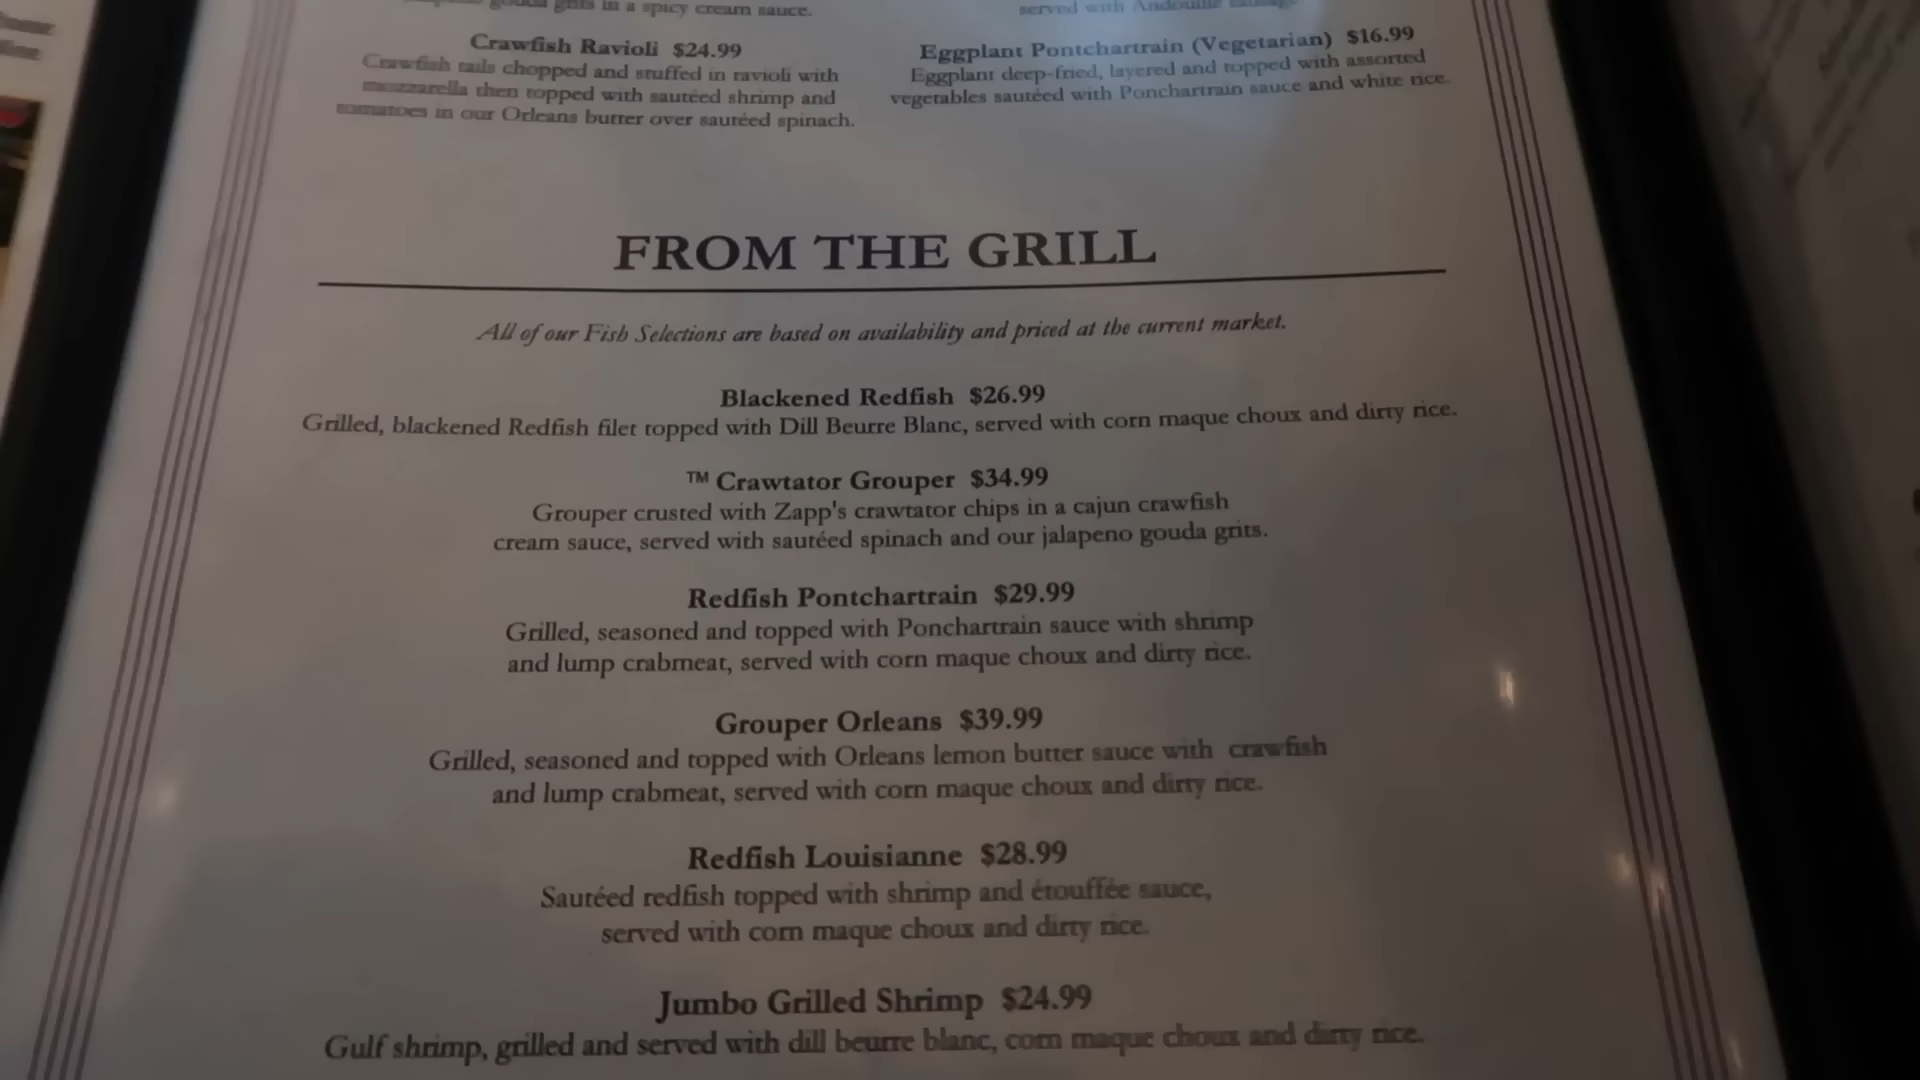 gouda grits in a spicy cream sauce.
served with Andouille sausage
Crawfish Ravioli $24.99
Crawfish tails chopped and stuffed in ravioli with
mozzarella then topped with sautéed shrimp and
tomatoes in our Orleans butter over sautéed spinach.
Eggplant Pontchartrain (Vegetarian) $16.99
Eggplant deep-fried, layered and topped with assorted
vegetables sautéed with Ponchartrain sauce and white rice.
FROM THE GRILL
All of our Fish Selections are based on availability and priced at the current market.
Blackened Redfish $26.99
Grilled, blackened Redfish filet topped with Dill Beurre Blanc, served with corn maque choux and dirty rice.
™ Crawtator Grouper $34.99
Grouper crusted with Zapp's crawtator chips in a cajun crawfish
cream sauce, served with sautéed spinach and our jalapeno gouda grits.
Redfish Pontchartrain $29.99
Grilled, seasoned and topped with Ponchartrain sauce with shrimp
and lump crabmeat, served with corn maque choux and dirty rice.
Grouper Orleans $39.99
Grilled, seasoned and topped with Orleans lemon butter sauce with crawfish
and lump crabmeat, served with corn maque choux and dirty rice.
Redfish Louisianne $28.99
Sautéed redfish topped with shrimp and étouffée sauce,
served with corn maque choux and dirty rice.
Jumbo Grilled Shrimp $24.99
Gulf shrimp, grilled and served with dill beurre blanc, corn maque choux and dirty rice.